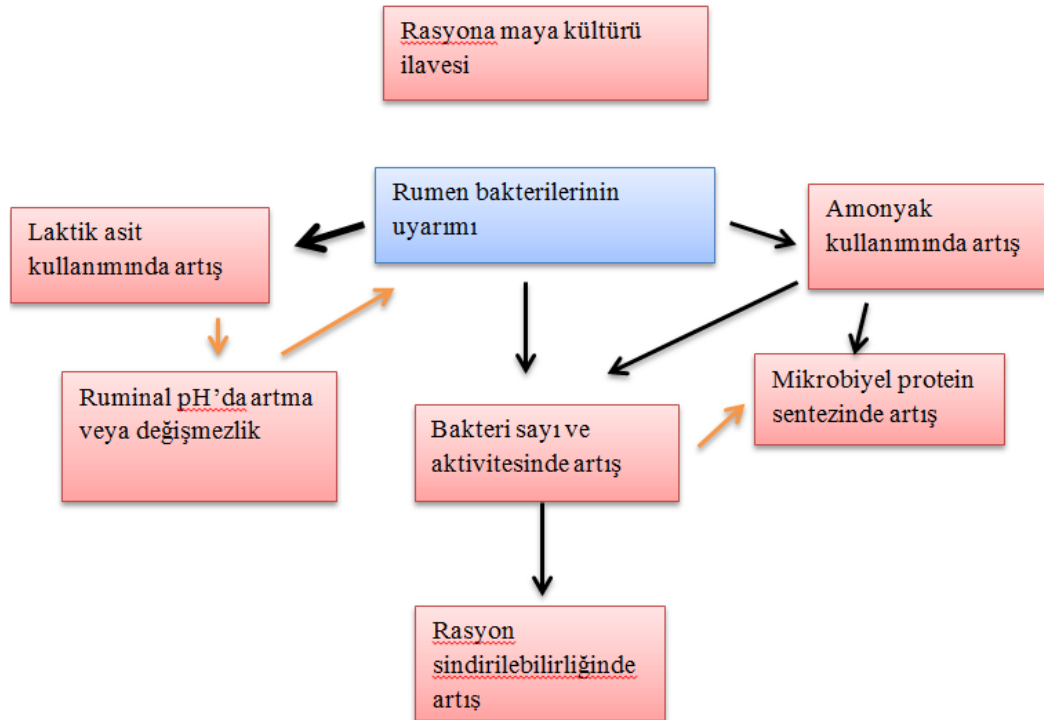 Rasyona maya kültürü
ilavesi
Rumen bakterilerinin
uyarımı
Laktik asit
kullanımında artış
Amonyak
kullanımında artış
Ruminal pH’da artma
veya değişmezlik
Bakteri sayı ve
aktivitesinde artış
Mikrobiyel protein
sentezinde artış
Rasyon
sindirilebilirliğinde
artış